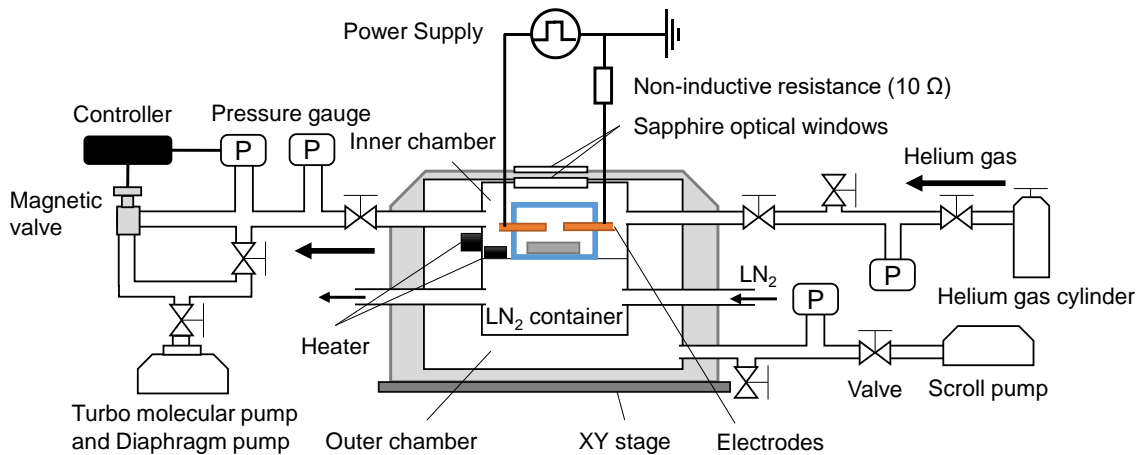 Power Supply
Non-inductive resistance (10 Ω)
Controller
Pressure gauge
Sapphire optical windows
Inner chamber
P
P
Helium gas
Magnetic
valve
LN2
P
P
Helium gas cylinder
LN2 container
Heater
Valve
Scroll pump
Turbo molecular pump
and Diaphragm pump
Outer chamber
XY stage
Electrodes